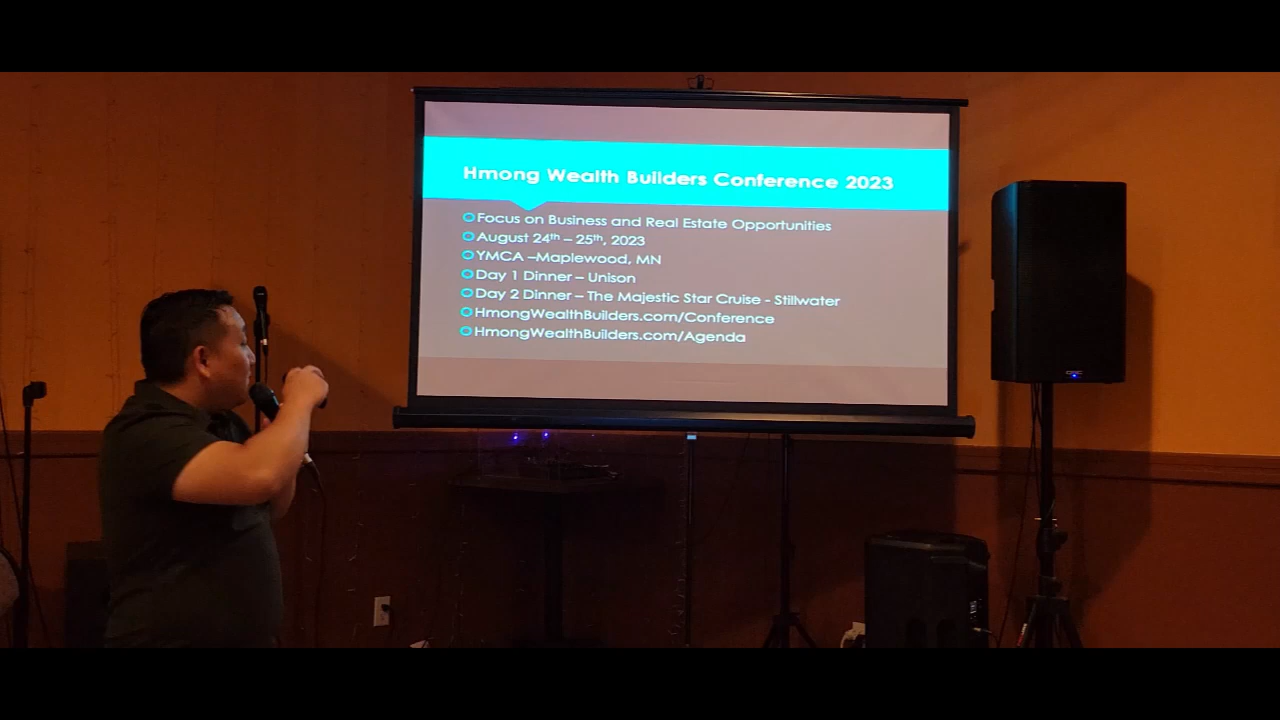 Hmong Wealth Builders Conference 2023
Focus on Business and Real Estate Opportunities
August 24th – 25th, 2023
YMCA –Maplewood, MN
Day 1 Dinner – Unison
Day 2 Dinner – The Majestic Star Cruise - Stillwater
HmongWealthBuilders.com/Conference
HmongWealthBuilders.com/Agenda
QSC